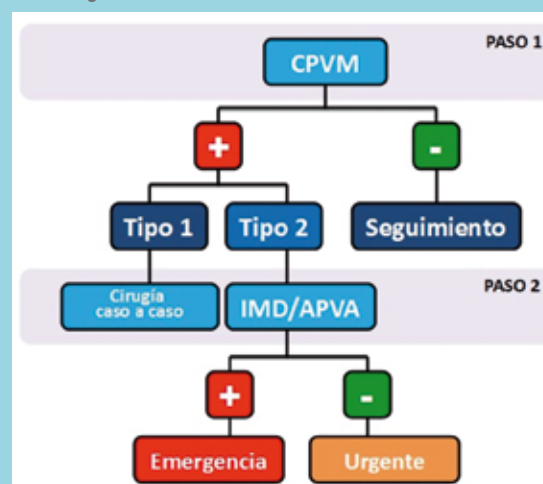 PASO 1
CPVM
+
-
Tipo 1
Tipo 2
Seguimiento
PASO 2
Cirugía
caso a caso
IMD/APVA
+
-
Emergencia
Urgente